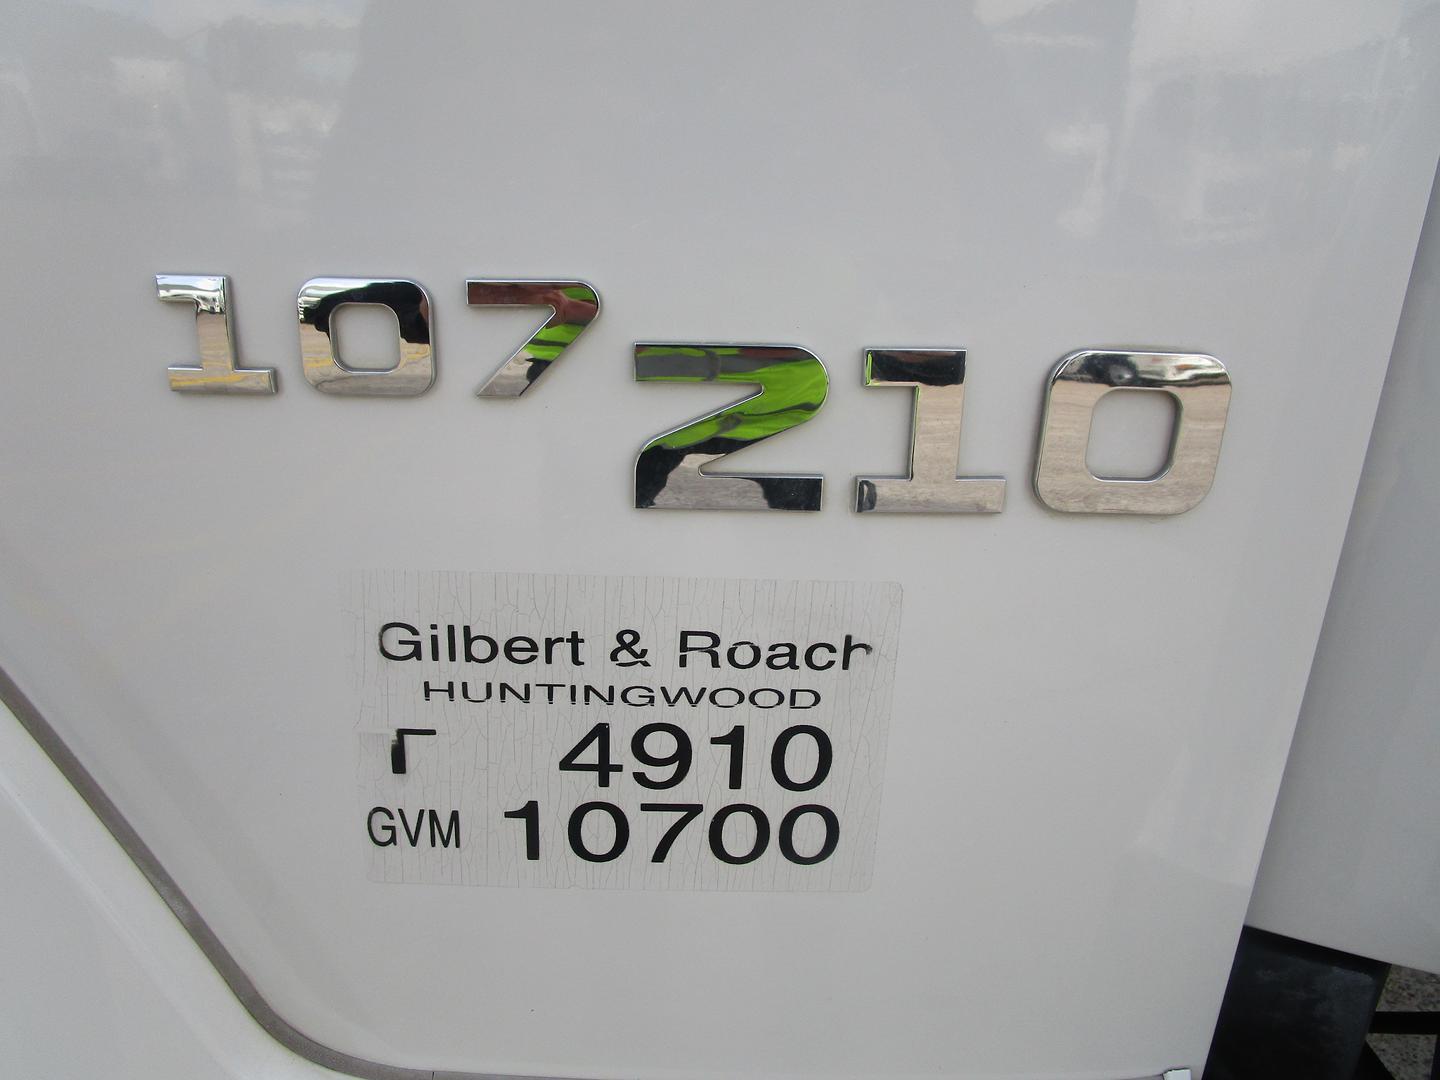 107
210
Gilbert & Roach
HUNTINGWOOD
T 4910
GVM 10700